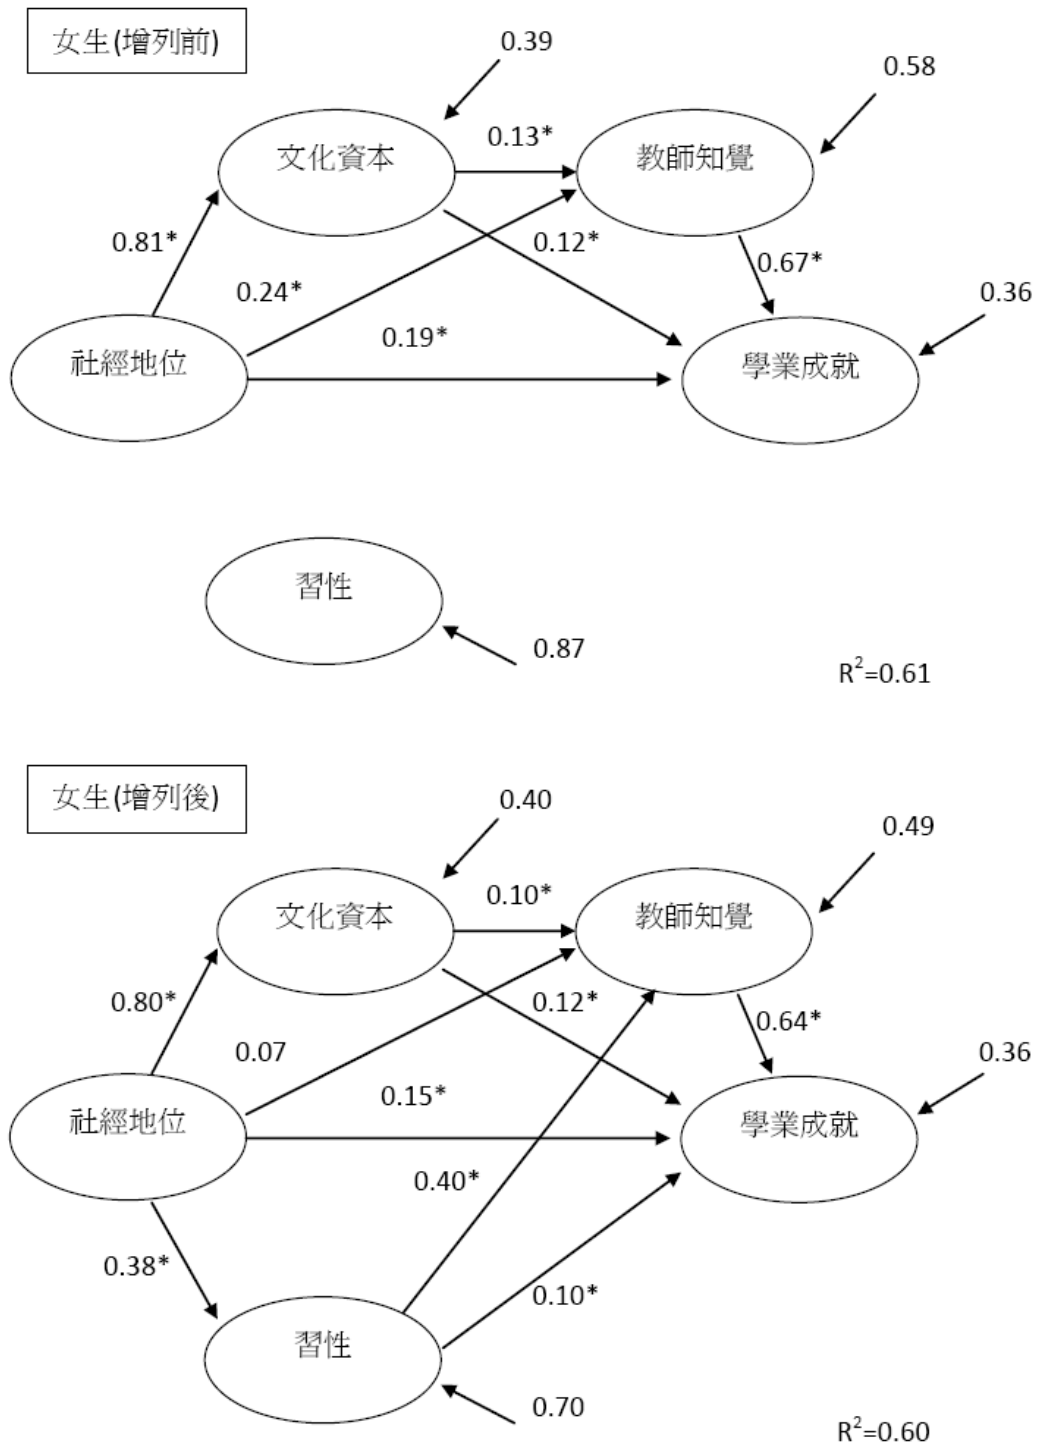 女生(增列前)
0.39
0.58
文化資本
0.13*
教師知覺
0.81*
0.12*
0.67*
0.24*
0.36
0.19*
社經地位
學業成就
習性
0.87
R²=0.61
女生(增列後)
0.40
0.49
文化資本
0.10*
教師知覺
0.80*
0.12*
0.64*
0.07
0.36
0.15*
社經地位
學業成就
0.40*
0.38*
0.10*
習性
0.70
R²=0.60